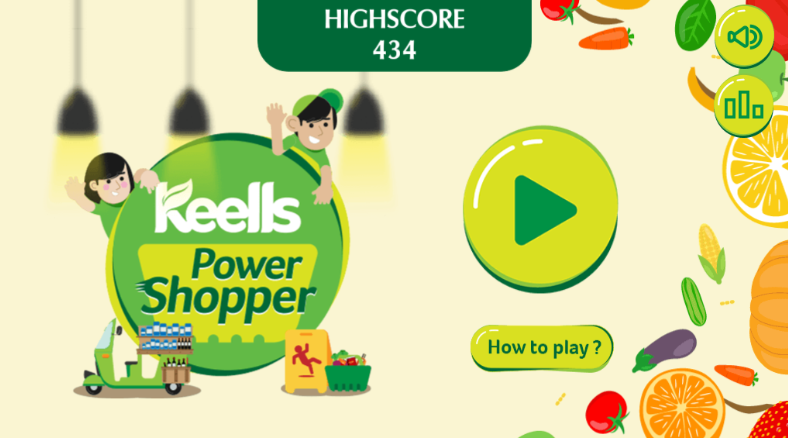 HIGHSCORE
434
Keells
Power
Shopper
How to play ?